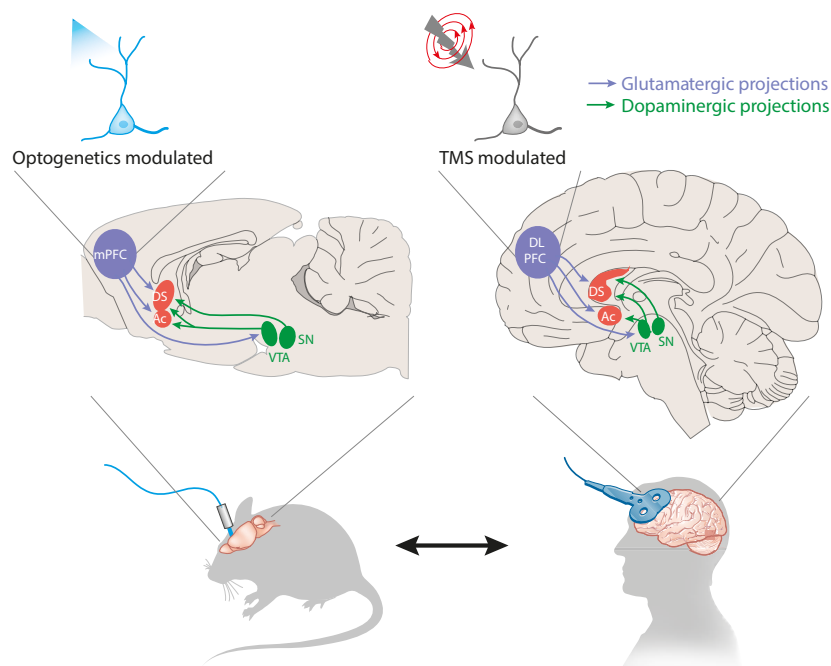 Glutamatergic projections
Dopaminergic projections
Optogenetics modulated
TMS modulated
mPFC
DS
Ac
SN
VTA
DL
PFC
DS
Ac
VTA
SN